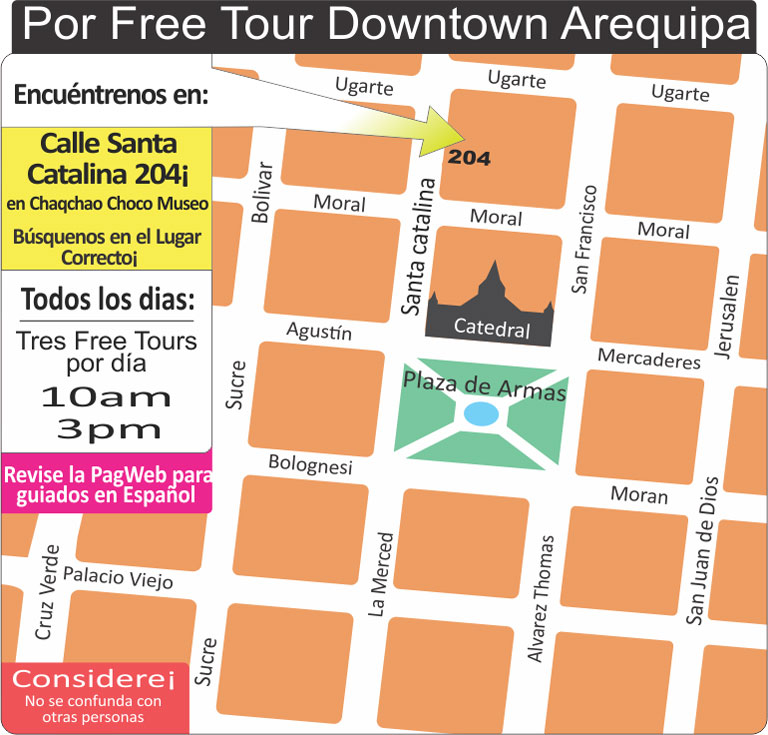 Por Free Tour Downtown Arequipa
Encuéntrenos en:
Calle Santa
Catalina 204¡
en Chaqchao Choco Museo
Búsquenos en el Lugar
Correcto¡
Todos los dias:
Tres Free Tours
por día
10am
3pm
Revise la PagWeb para
guiados en Español
Considere¡
No se confunda con
otras personas
Ugarte
Ugarte
Ugarte
204
Bolivar
Santa catalina
San Francisco
Jerusalen
Moral
Moral
Moral
Catedral
Agustín
Mercaderes
Sucre
Plaza de Armas
Bolognesi
Moran
La Merced
Alvarez Thomas
San Juan de Dios
Cruz Verde
Palacio Viejo
Sucre